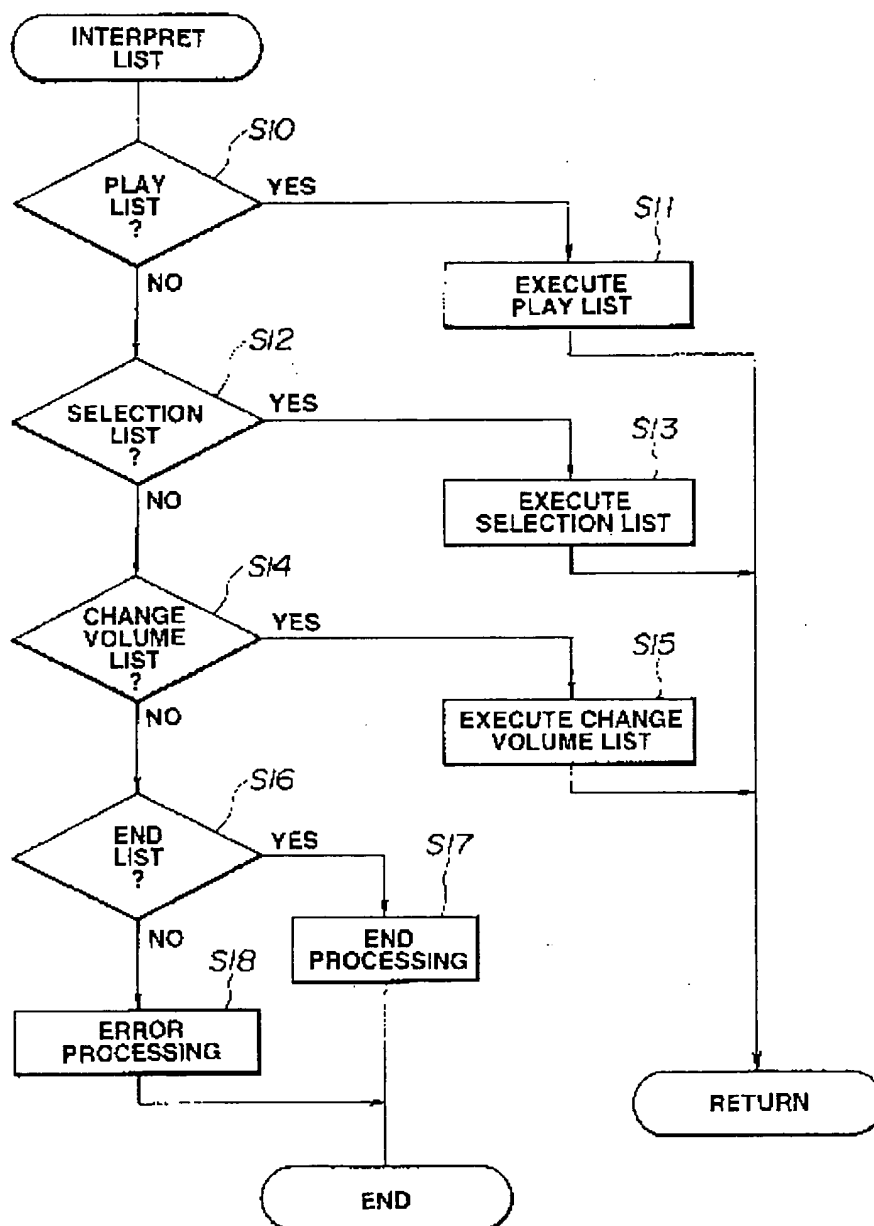 INTERPRET
LIST
S10
PLAY
LIST
?
YES
NO
S11
EXECUTE
PLAY LIST
S12
SELECTION
LIST
?
YES
NO
S13
EXECUTE
SELECTION LIST
S14
CHANGE
VOLUME
LIST
?
YES
NO
S15
EXECUTE CHANGE
VOLUME LIST
S16
END
LIST
?
YES
NO
S17
END
PROCESSING
S18
ERROR
PROCESSING
RETURN
END